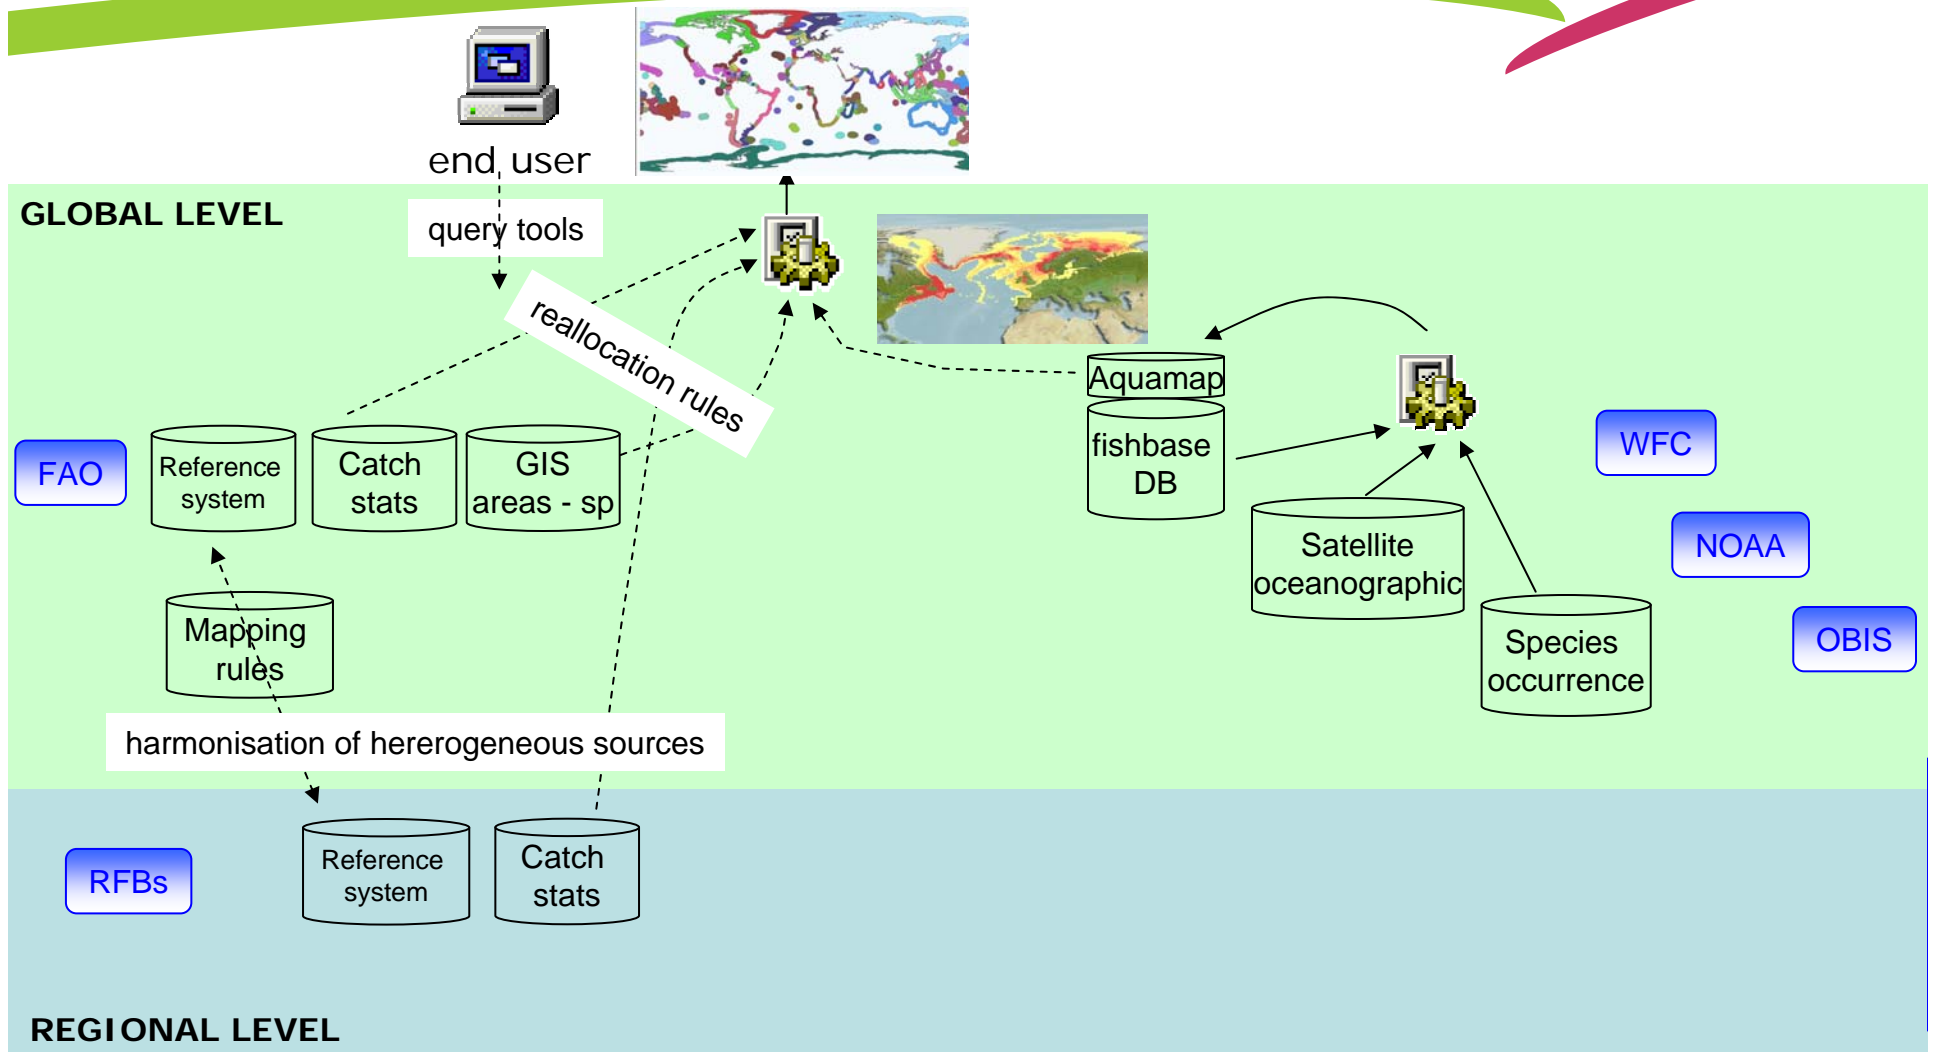 end user
GLOBAL LEVEL
query tools
reallocation rules
Aquamap
fishbase
DB
WFC
FAO
Reference
system
Catch
stats
GIS
areas - sp
Satellite
oceanographic
NOAA
Mapping
rules
Species
occurrence
OBIS
harmonisation of hererogeneous sources
RFBs
Reference
system
Catch
stats
REGIONAL LEVEL